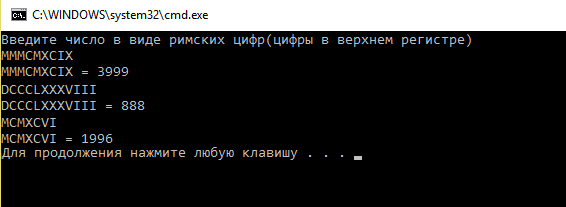 C:\WINDOWS\system32\cmd.exe
Введите число в виде римских цифр(цифры в верхнем регистре)
MMMCMXCIX
MMMCMXCIX = 3999
DCCCLXXXVIII
DCCCLXXXVIII = 888
MCMXCVI
MCMXCVI = 1996
Для продолжения нажмите любую клавишу . . .